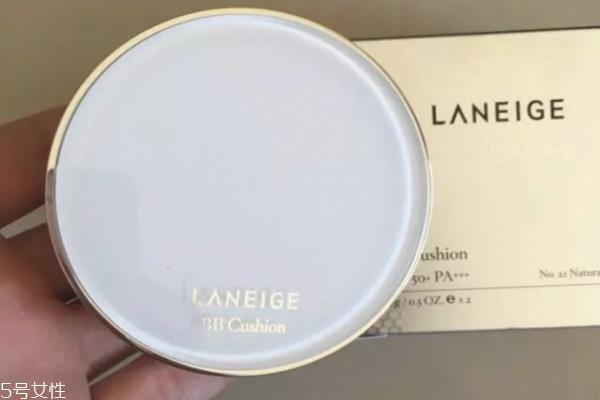 LANEIGE
ushion
50+ PA+++
No. 21 Natura
g / 0.5 OZ. e x 2
LANEIGE
BB Cushion
5号女性